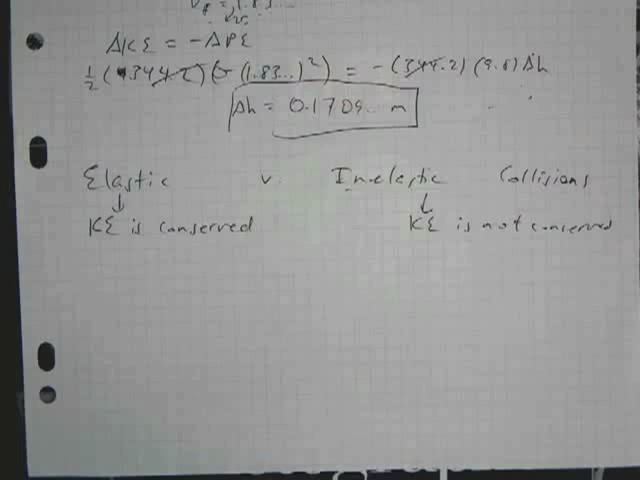 ΔKE = -ΔPE
½ (344.2) (-(1.83...)²) = -(344.2)(9.8)Δh
Δh = 0.1709... m
Elastic v. Inelastic Collisions
↓ ↓
KE is conserved KE is not conserved